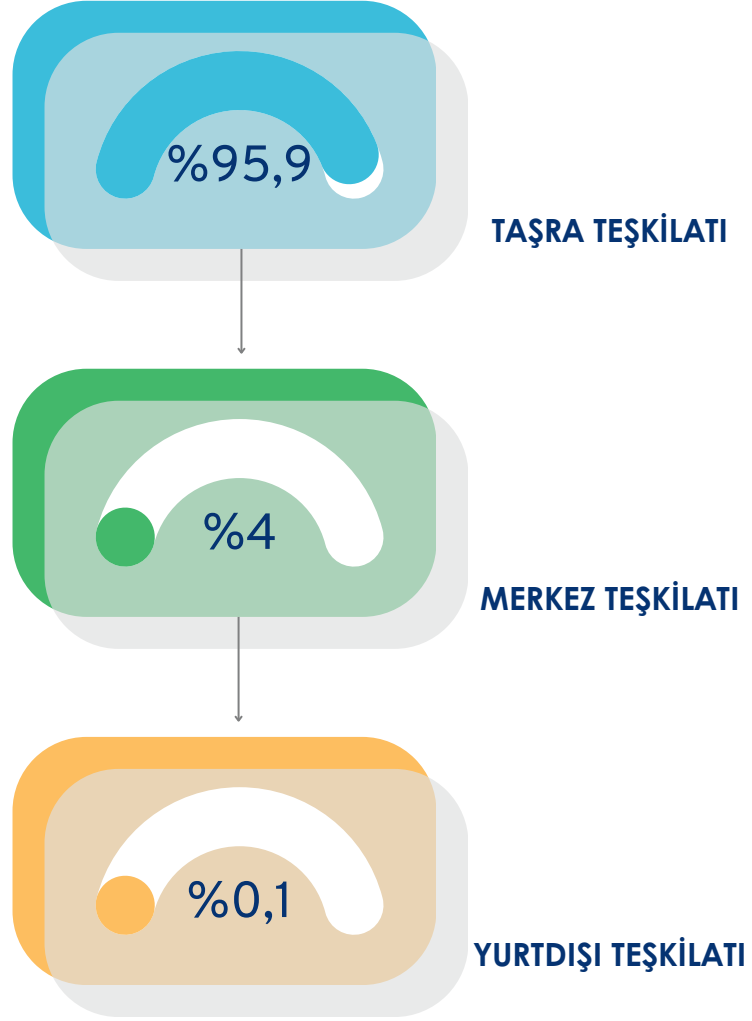 %95,9
TAŞRA TEŞKİLATI
%4
MERKEZ TEŞKİLATI
%0,1
YURTDIŞI TEŞKİLATI